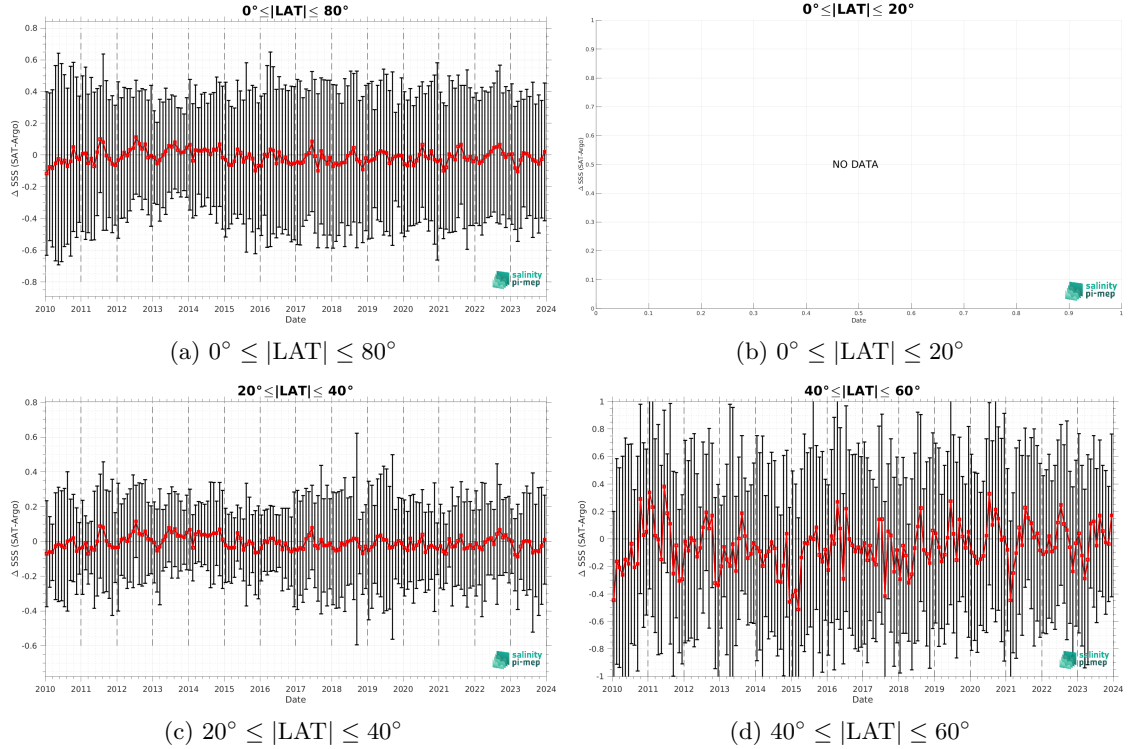 0°≤|LAT|≤ 80°
0.8
0.6
0.4
0.2
0
-0.2
-0.4
-0.6
-0.8
Δ SSS (SAT-Argo)
2010 2011 2012 2013 2014 2015 2016 2017 2018 2019 2020 2021 2022 2023 2024
Date
salinity
pi-mep
(a) 0° ≤ |LAT| ≤ 80°
0°≤|LAT|≤ 20°
1
0.9
0.8
0.7
0.6
0.5
0.4
0.3
0.2
0.1
0
Δ SSS (SAT-Argo)
NO DATA
0 0.1 0.2 0.3 0.4 0.5 0.6 0.7 0.8 0.9 1
Date
salinity
pi-mep
(b) 0° ≤ |LAT| ≤ 20°
20°≤|LAT|≤ 40°
0.8
0.6
0.4
0.2
0
-0.2
-0.4
-0.6
Δ SSS (SAT-Argo)
2010 2011 2012 2013 2014 2015 2016 2017 2018 2019 2020 2021 2022 2023 2024
Date
salinity
pi-mep
(c) 20° ≤ |LAT| ≤ 40°
40°≤|LAT|≤ 60°
1
0.8
0.6
0.4
0.2
0
-0.2
-0.4
-0.6
-0.8
-1
Δ SSS (SAT-Argo)
2010 2011 2012 2013 2014 2015 2016 2017 2018 2019 2020 2021 2022 2023 2024
Date
salinity
pi-mep
(d) 40° ≤ |LAT| ≤ 60°